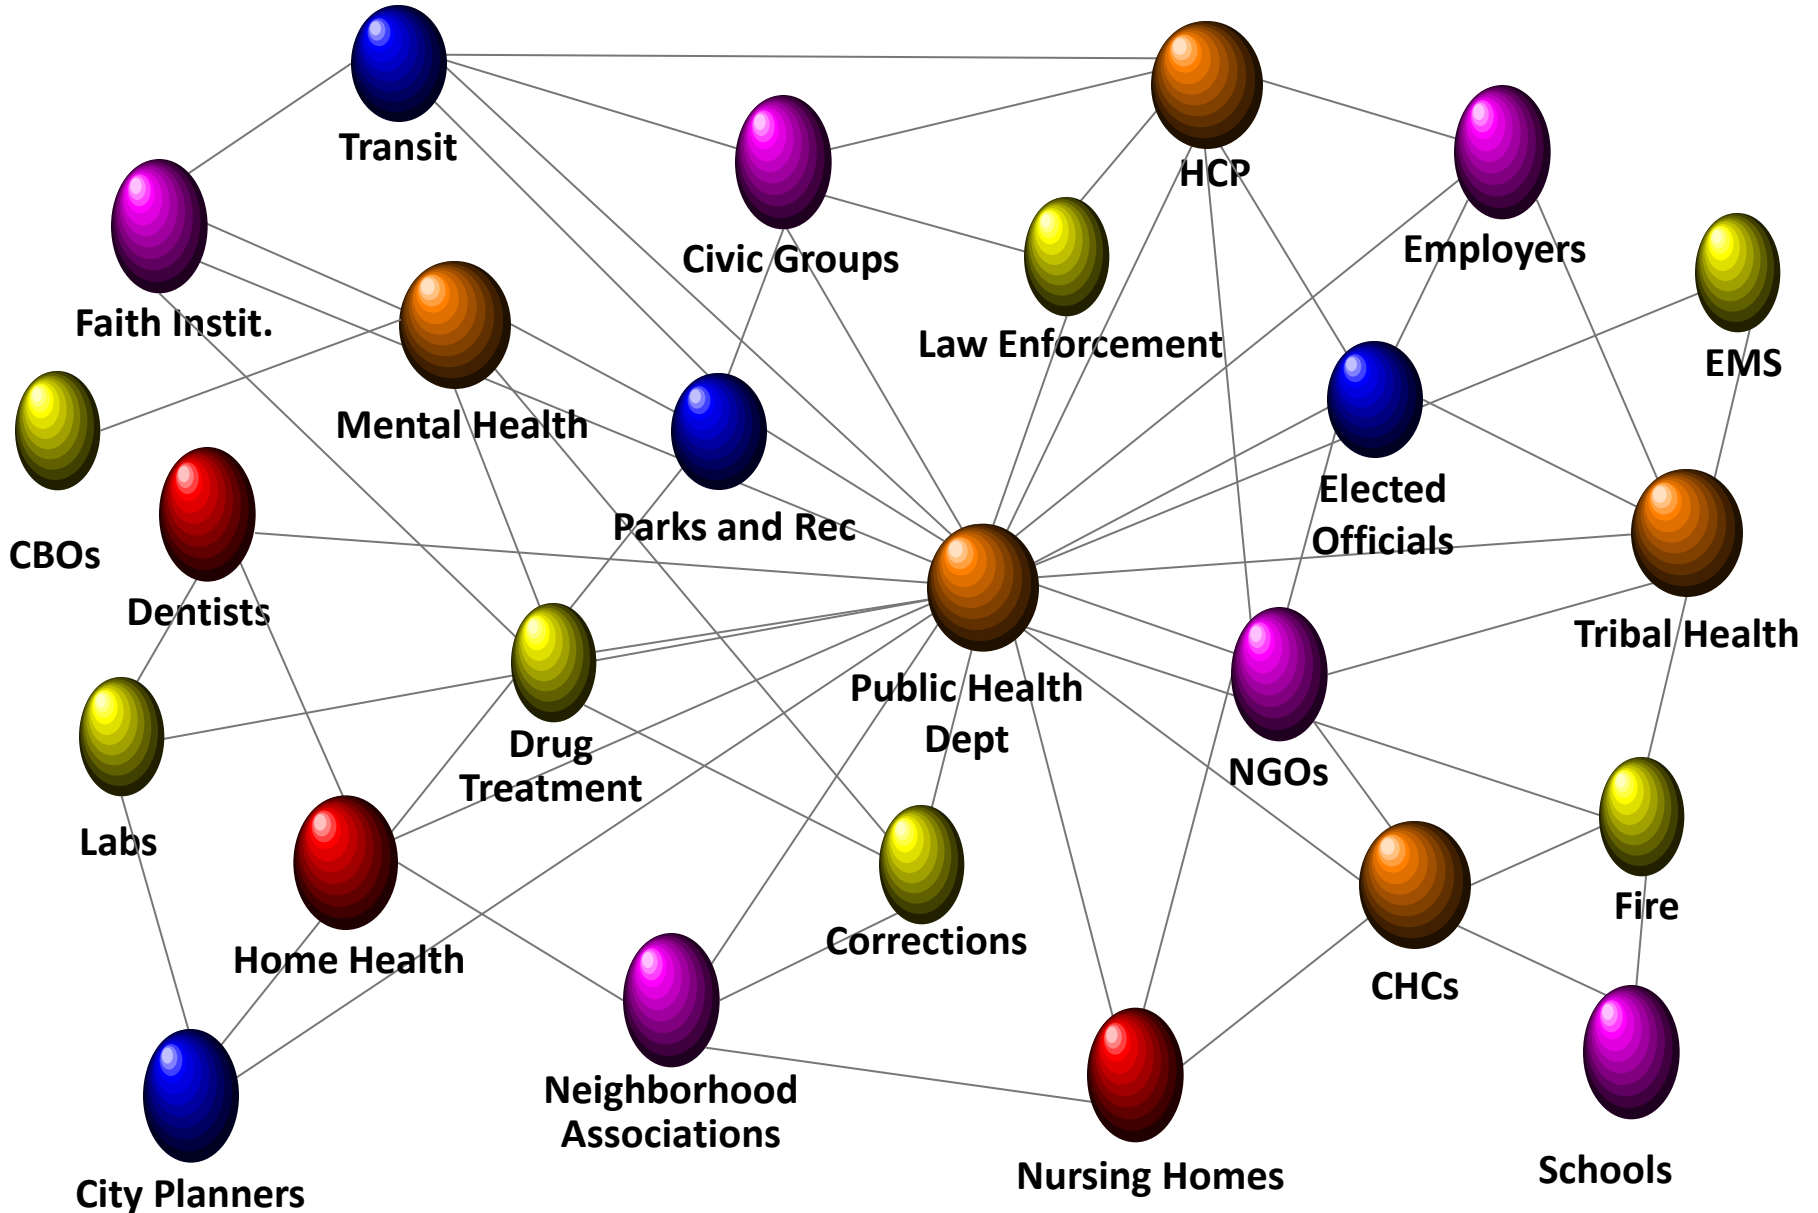 Transit
HCP
Civic Groups
Employers
Faith Instit.
Law Enforcement
EMS
Mental Health
Elected
Officials
Parks and Rec
CBOs
Dentists
Tribal Health
Public Health
Dept
Drug
Treatment
NGOs
Labs
Fire
Home Health
Corrections
CHCs
Neighborhood
Associations
Nursing Homes
Schools
City Planners